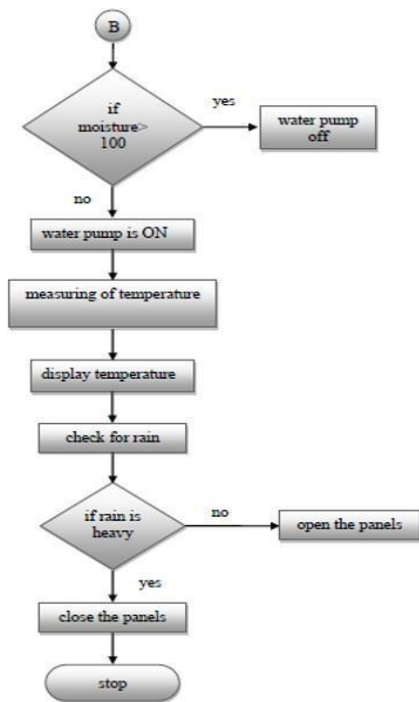 B
if
moisture>
100
yes
water pump
off
no
water pump is ON
measuring of temperature
display temperature
check for rain
if rain is
heavy
no
open the panels
yes
close the panels
stop